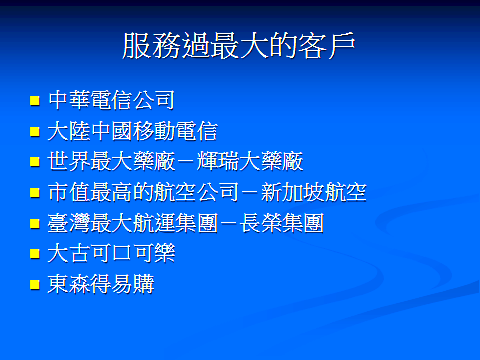 服務過最大的客戶
中華電信公司
大陸中國移動電信
世界最大藥廠－輝瑞大藥廠
市值最高的航空公司－新加坡航空
臺灣最大航運集團－長榮集團
大古可口可樂
東森得易購